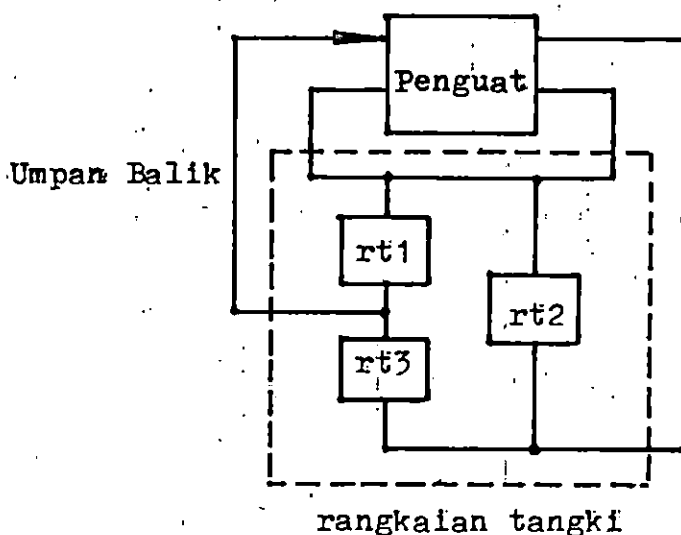 Penguat
Umpan Balik
rt1
rt2
rt3
rangkaian tangki